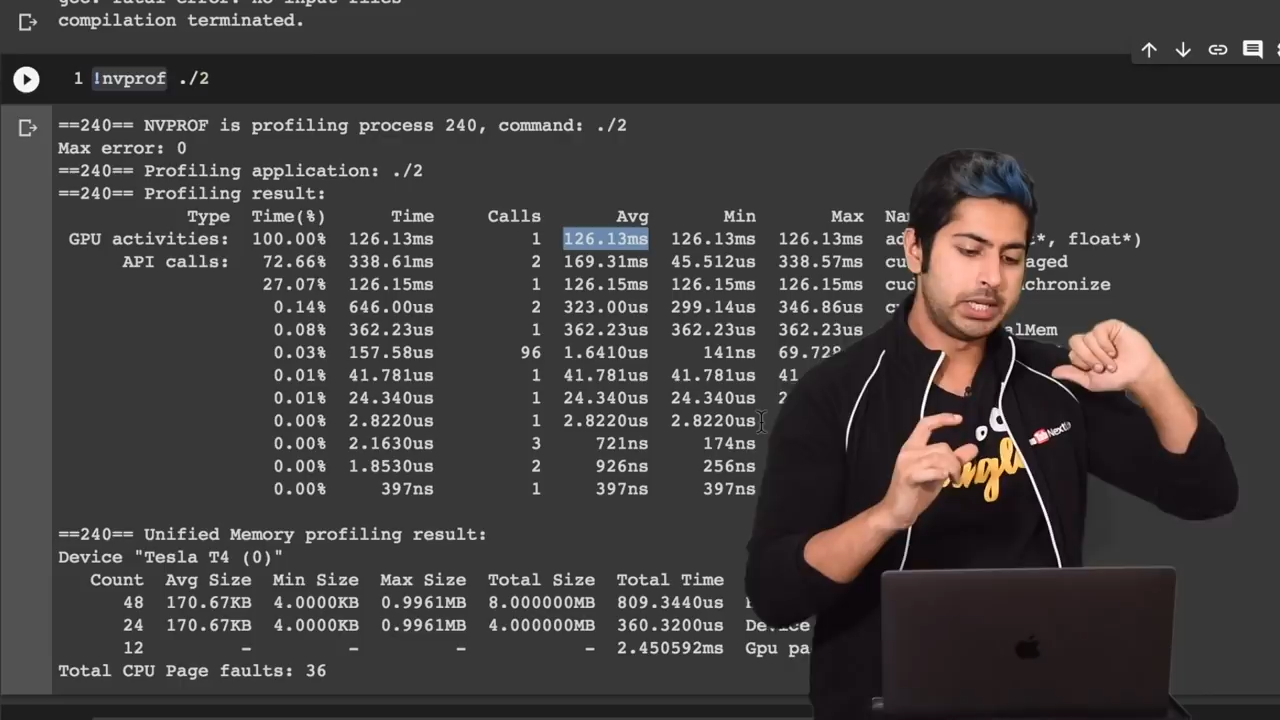 compilation terminated.
1 !nvprof ./2
==240== NVPROF is profiling process 240, command: ./2
Max error: 0
==240== Profiling application: ./2
==240== Profiling result:
Type Time(%) Time Calls Avg Min Max
GPU activities: 100.00% 126.13ms 1 126.13ms 126.13ms 126.13ms *, float*)
API calls: 72.66% 338.61ms 2 169.31ms 45.512us 338.57ms
27.07% 126.15ms 1 126.15ms 126.15ms 126.15ms
0.14% 646.00us 2 323.00us 299.14us 346.86us
0.08% 362.23us 1 362.23us 362.23us 362.23us
0.03% 157.58us 96 1.6410us 141ns 69.728
0.01% 41.781us 1 41.781us 41.781us 41.
0.01% 24.340us 1 24.340us 24.340us
0.00% 2.8220us 1 2.8220us 2.8220us
0.00% 2.1630us 3 721ns 174ns
0.00% 1.8530us 2 926ns 256ns
0.00% 397ns 1 397ns 397ns
==240== Unified Memory profiling result:
Device "Tesla T4 (0)"
Count Avg Size Min Size Max Size Total Size Total Time
48 170.67KB 4.0000KB 0.9961MB 8.000000MB 809.3440us
24 170.67KB 4.0000KB 0.9961MB 4.000000MB 360.3200us Device
12 - - - - 2.450592ms Gpu pa
Total CPU Page faults: 36